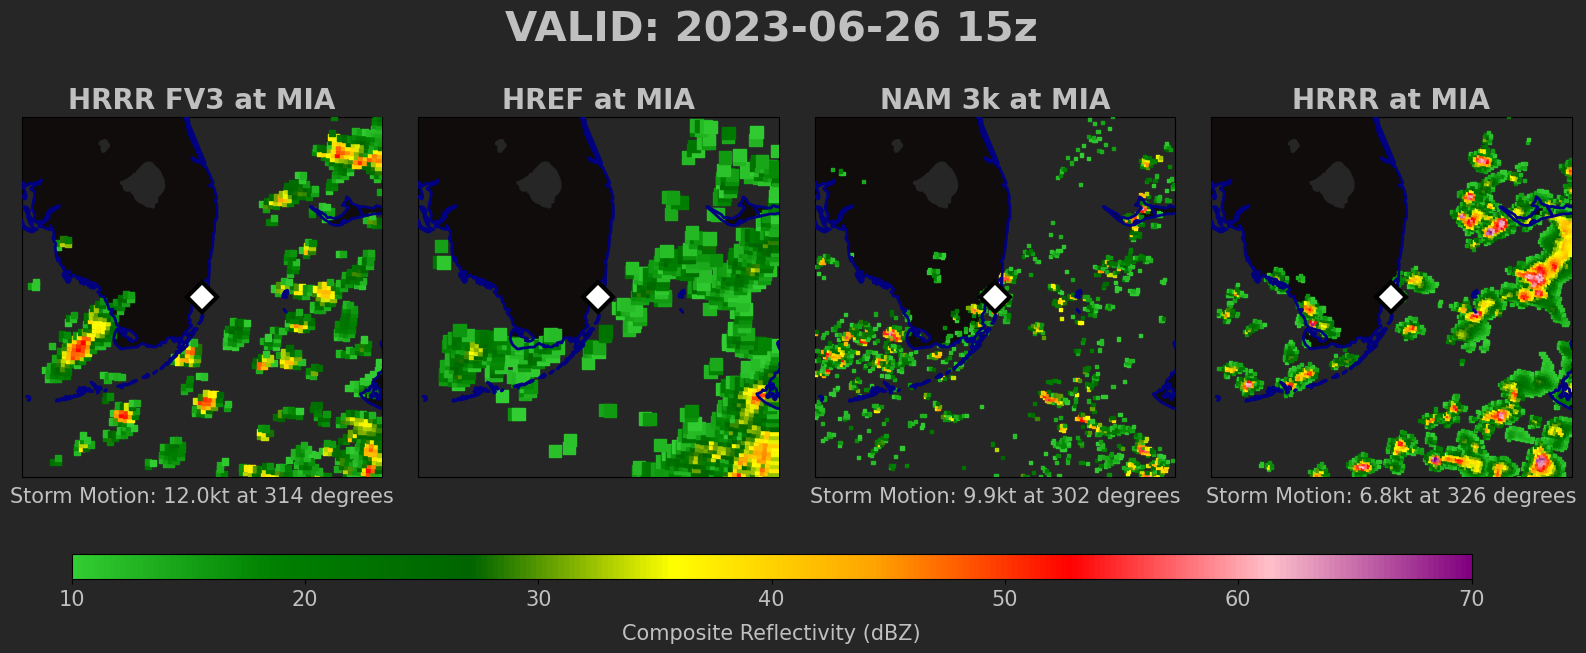 VALID: 2023-06-26 15z
HRRR FV3 at MIA
HREF at MIA
NAM 3k at MIA
HRRR at MIA
Storm Motion: 12.0kt at 314 degrees
Storm Motion: 9.9kt at 302 degrees
Storm Motion: 6.8kt at 326 degrees
10 20 30 40 50 60 70
Composite Reflectivity (dBZ)